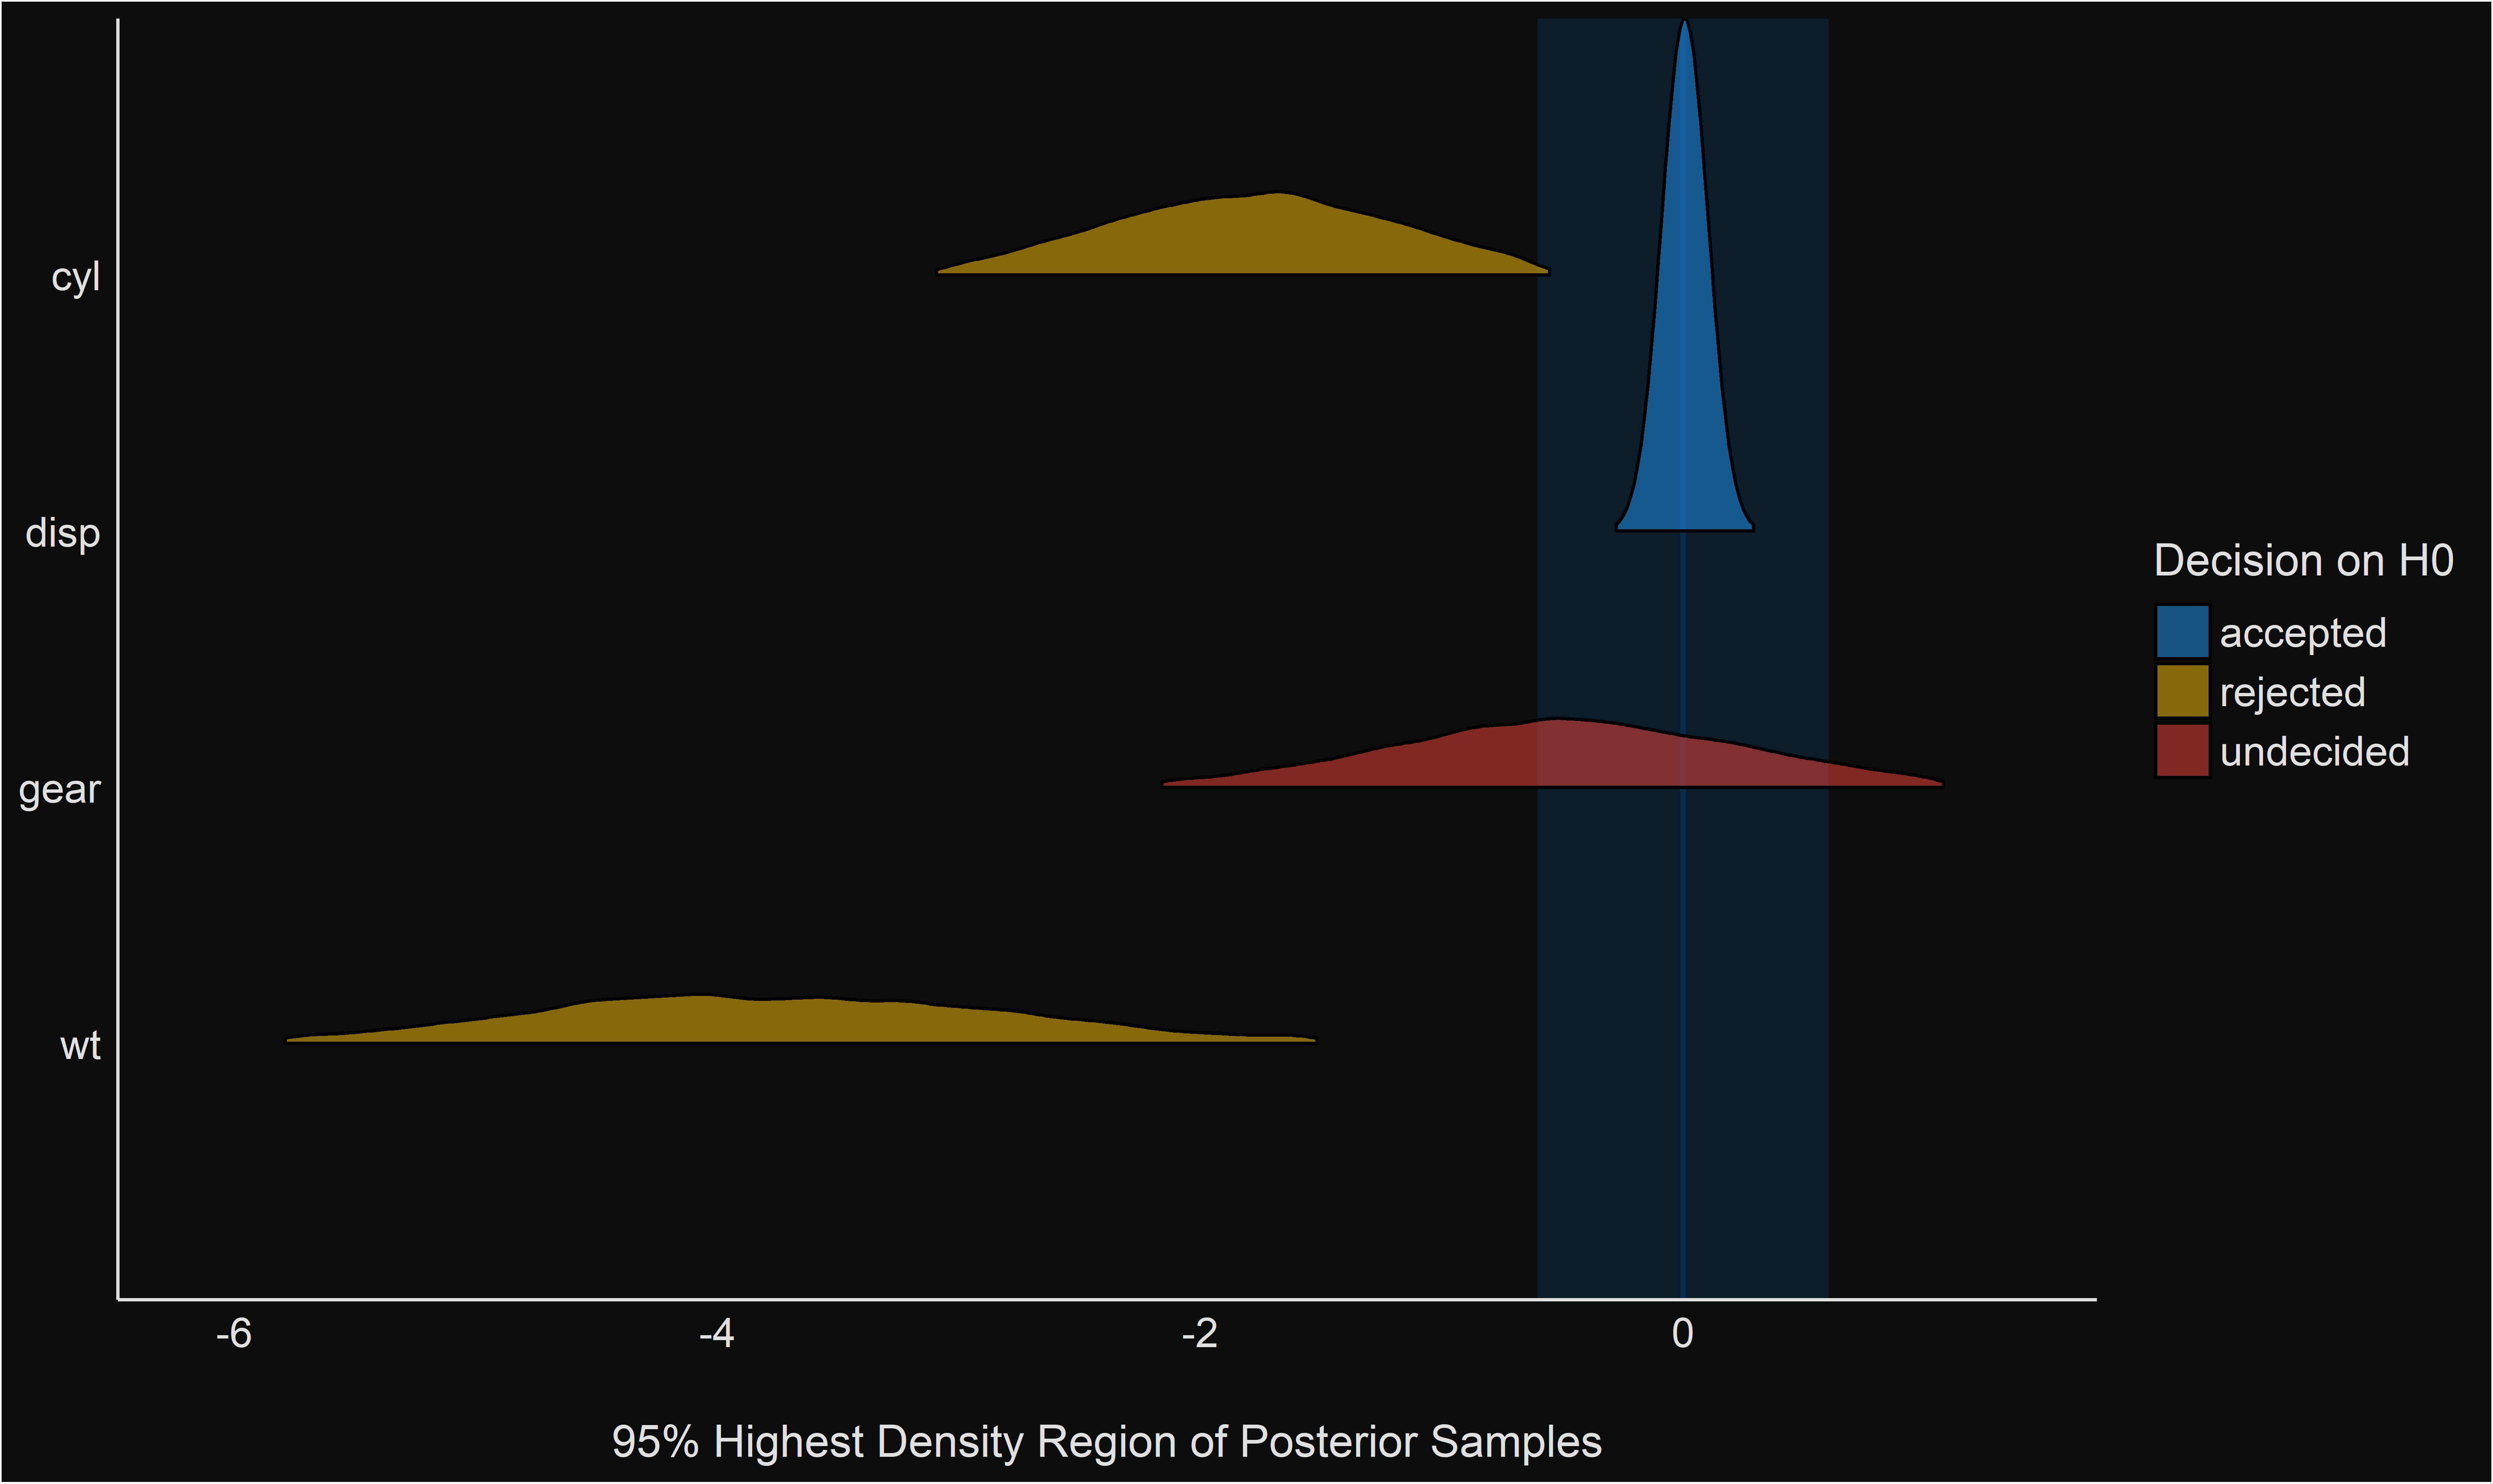 cyl
disp
gear
wt
-6 -4 -2 0
95% Highest Density Region of Posterior Samples
Decision on H0
accepted
rejected
undecided